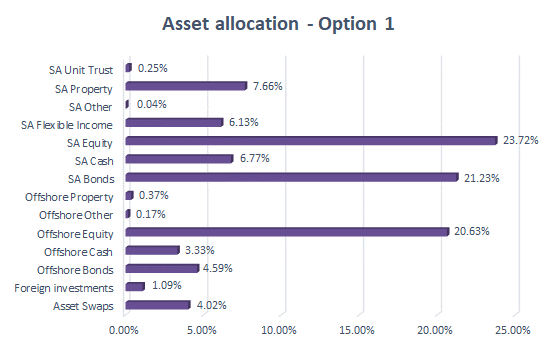 Asset allocation - Option 1
SA Unit Trust 0.25%
SA Property 7.66%
SA Other 0.04%
SA Flexible Income 6.13%
SA Equity 23.72%
SA Cash 6.77%
SA Bonds 21.23%
Offshore Property 0.37%
Offshore Other 0.17%
Offshore Equity 20.63%
Offshore Cash 3.33%
Offshore Bonds 4.59%
Foreign investments 1.09%
Asset Swaps 4.02%
0.00% 5.00% 10.00% 15.00% 20.00% 25.00%